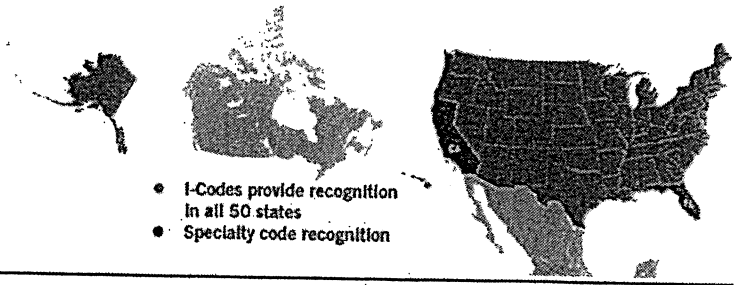 I-Codes provide recognition
in all 50 states
Specialty code recognition